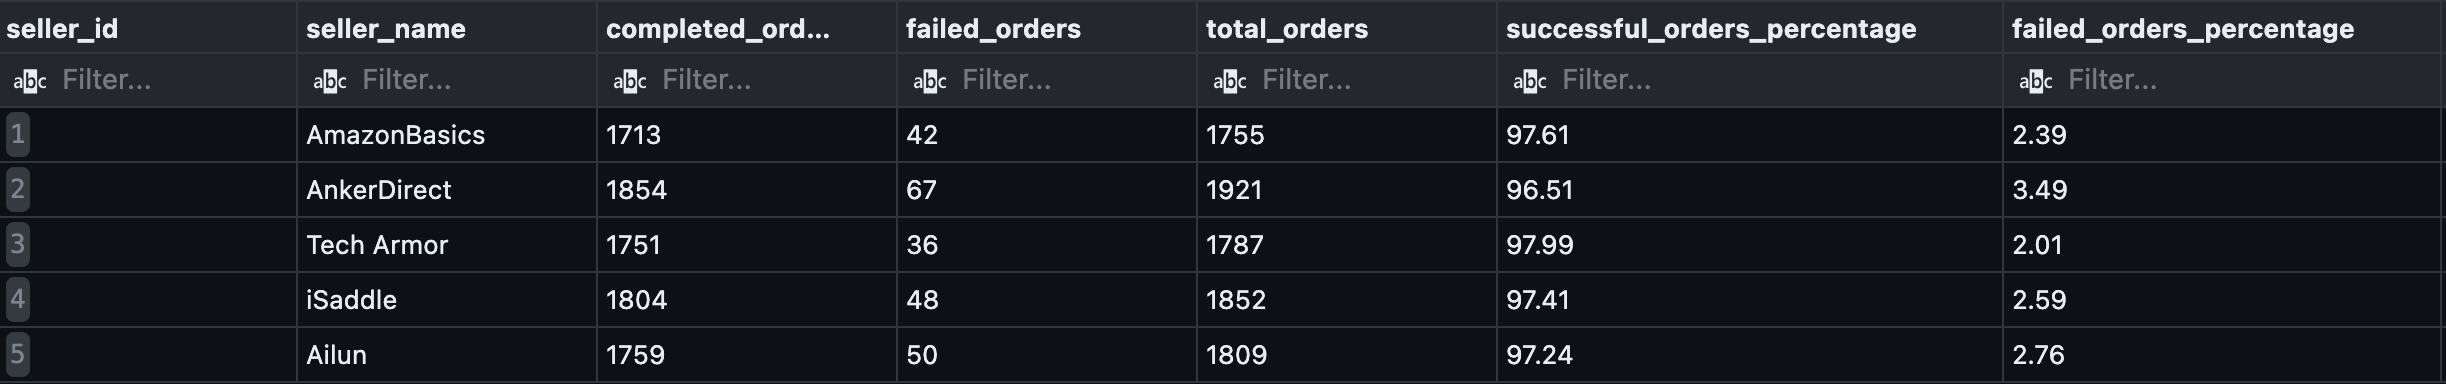 seller_id seller_name completed_ord... failed_orders total_orders successful_orders_percentage failed_orders_percentage
abc Filter... abc Filter... abc Filter... abc Filter... abc Filter... abc Filter... abc Filter...
1 AmazonBasics 1713 42 1755 97.61 2.39
2 AnkerDirect 1854 67 1921 96.51 3.49
3 Tech Armor 1751 36 1787 97.99 2.01
4 iSaddle 1804 48 1852 97.41 2.59
5 Ailun 1759 50 1809 97.24 2.76